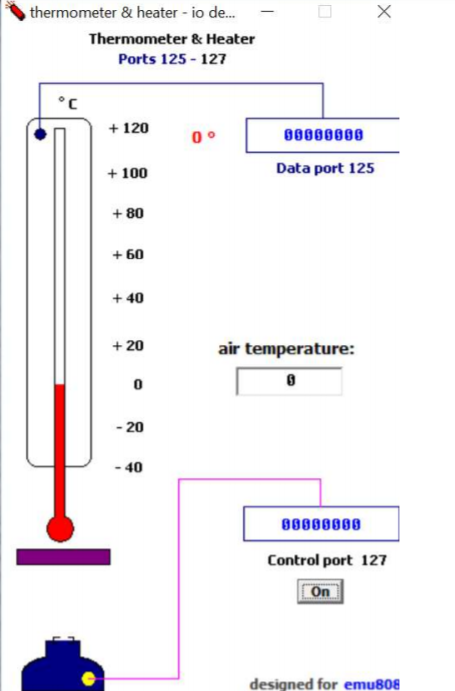 thermometer & heater - io de...
Thermometer & Heater
Ports 125 - 127
°C
+ 120
0 °
00000000
Data port 125
+ 100
+ 80
+ 60
+ 40
+ 20
air temperature:
0
0
- 20
- 40
00000000
Control port 127
On
designed for emu808